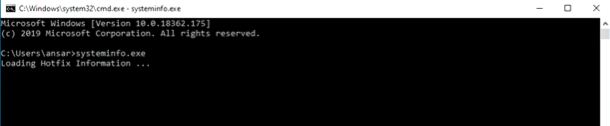 C:\Windows\system32\cmd.exe - systeminfo.exe
Microsoft Windows [Version 10.0.18362.175]
(c) 2019 Microsoft Corporation. All rights reserved.
C:\Users\ansar>systeminfo.exe
Loading Hotfix Information ...